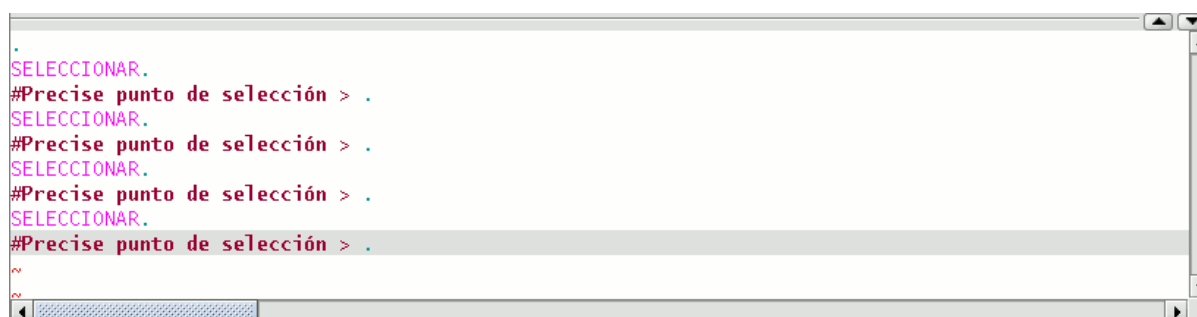 .
SELECCIONAR.
#Precise punto de selección > .
SELECCIONAR.
#Precise punto de selección > .
SELECCIONAR.
#Precise punto de selección > .
SELECCIONAR.
#Precise punto de selección > .
~
~